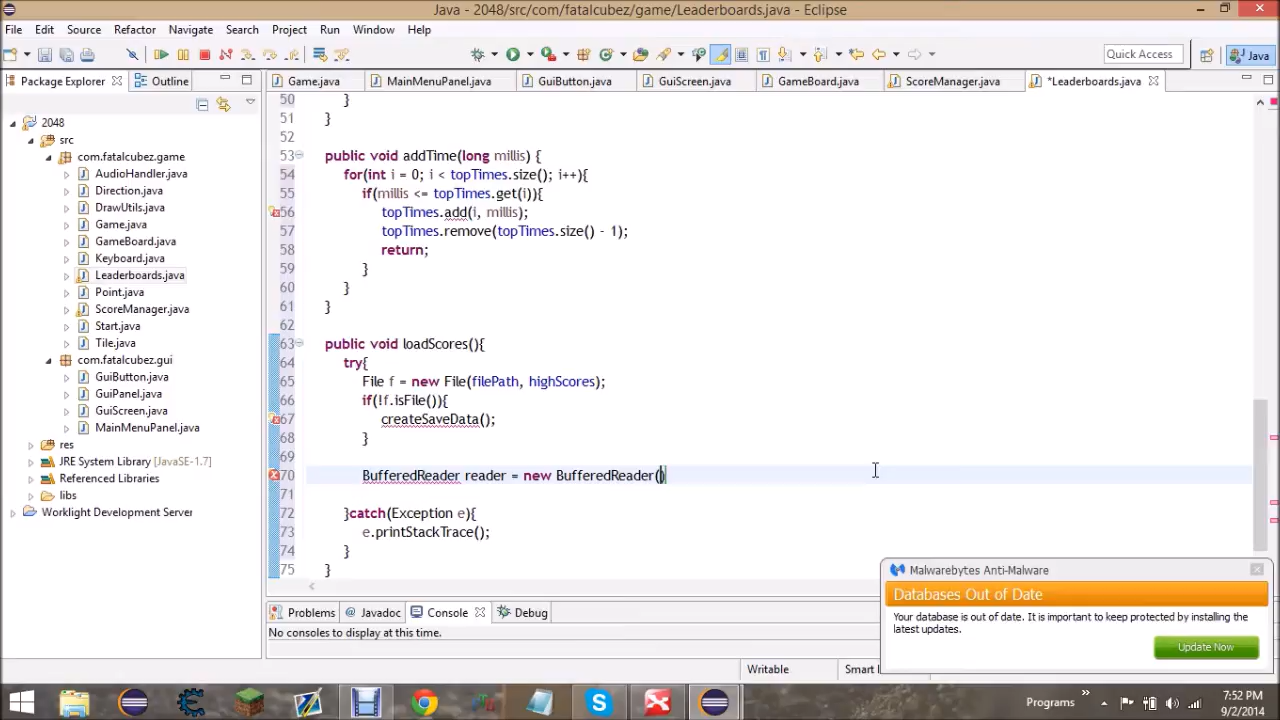 Java - 2048/src/com/fatalcubez/game/Leaderboards.java - Eclipse
File Edit Source Refactor Navigate Search Project Run Window Help
Quick Access Java
Package Explorer Outline
Game.java MainMenuPanel.java GuiButton.java GuiScreen.java GameBoard.java ScoreManager.java *Leaderboards.java
2048
src
com.fatalcubez.game
AudioHandler.java
Direction.java
DrawUtils.java
Game.java
GameBoard.java
Keyboard.java
Leaderboards.java
Point.java
ScoreManager.java
Start.java
Tile.java
com.fatalcubez.gui
GuiButton.java
GuiPanel.java
GuiScreen.java
MainMenuPanel.java
res
JRE System Library [JavaSE-1.7]
Referenced Libraries
libs
Worklight Development Server
50 }
51 }
52
53 public void addTime(long millis) {
54 for(int i = 0; i < topTimes.size(); i++){
55 if(millis <= topTimes.get(i)){
56 topTimes.add(i, millis);
57 topTimes.remove(topTimes.size() - 1);
58 return;
59 }
60 }
61 }
62
63 public void loadScores(){
64 try{
65 File f = new File(filePath, highScores);
66 if(!f.isFile()){
67 createSaveData();
68 }
69
70 BufferedReader reader = new BufferedReader()
71
72 }catch(Exception e){
73 e.printStackTrace();
74 }
75 }
Problems Javadoc Console Debug
No consoles to display at this time.
Writable Smart I
Malwarebytes Anti-Malware
Databases Out of Date
Your database is out of date. It is important to keep protected by installing the
latest updates.
Update Now
Programs
7:52 PM
9/2/2014